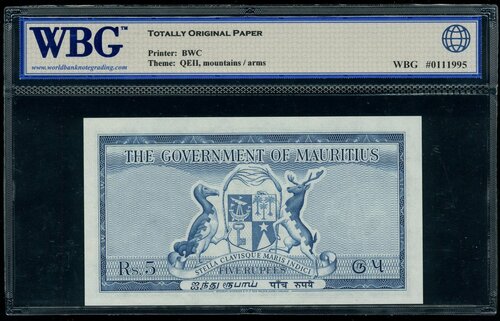 WBG™
www.worldbanknotegrading.com
TOTALLY ORIGINAL PAPER
Printer: BWC
Theme: QEII, mountains / arms
WBG #0111995
THE GOVERNMENT OF MAURITIUS
STELLA CLAVISQUE MARIS INDICI
Rs. 5
FIVE RUPEES
ஐந்து ரூபாய் पाँच रुपये